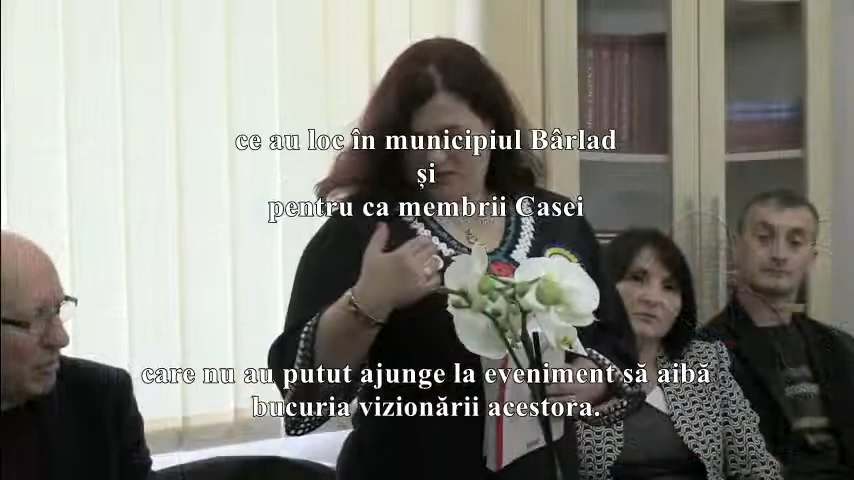 ce au loc în municipiul Bârlad
și
pentru ca membrii Casei
care nu au putut ajunge la eveniment să aibă
bucuria vizionării acestora.